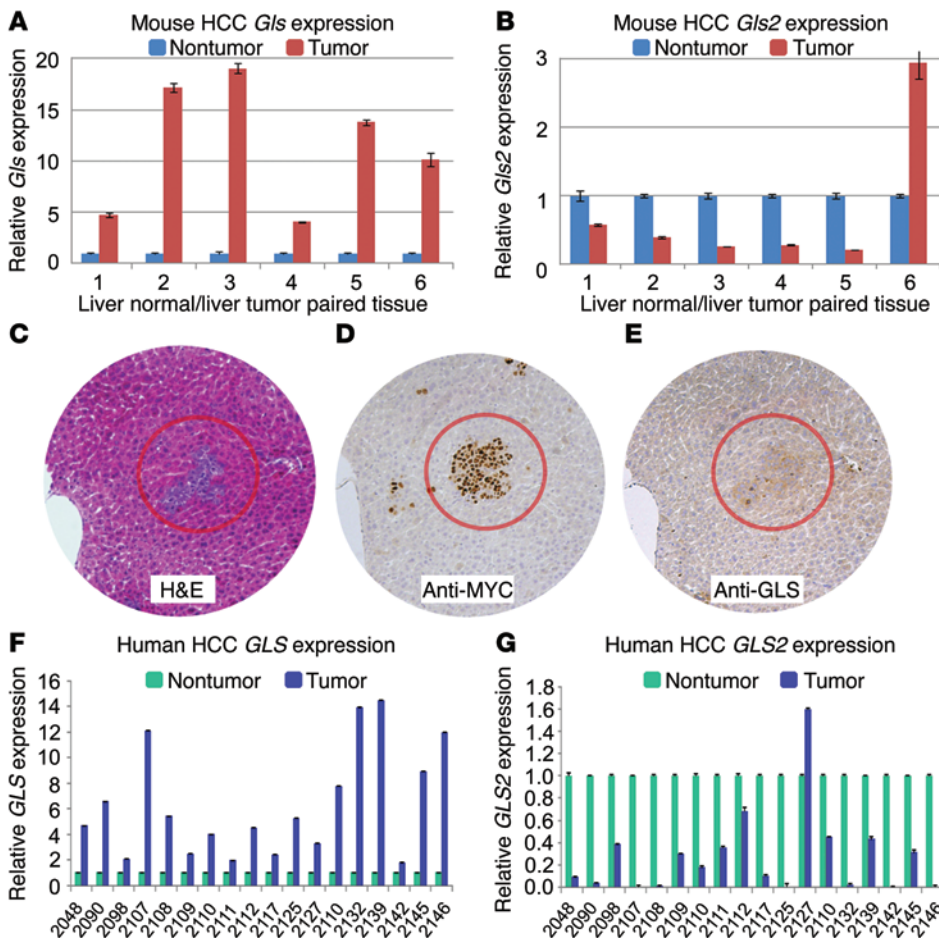 A
Mouse HCC Gls expression
Nontumor Tumor
Relative Gls expression
20
15
10
5
0
1 2 3 4 5 6
Liver normal/liver tumor paired tissue
B
Mouse HCC Gls2 expression
Nontumor Tumor
Relative Gls2 expression
3
2
1
0
1 2 3 4 5 6
Liver normal/liver tumor paired tissue
C
H&E
D
Anti-MYC
E
Anti-GLS
F
Human HCC GLS expression
Nontumor Tumor
Relative GLS expression
16
14
12
10
8
6
4
2
0
2048 2090 2098 2107 2108 2109 2110 2111 2112 2117 2125 2127 2110 2132 2139 2142 2145 2146
G
Human HCC GLS2 expression
Nontumor Tumor
Relative GLS2 expression
1.8
1.6
1.4
1.2
1.0
0.8
0.6
0.4
0.2
0.0
2048 2090 2098 2107 2108 2109 2110 2111 2112 2117 2125 2127 2110 2132 2139 2142 2145 2146